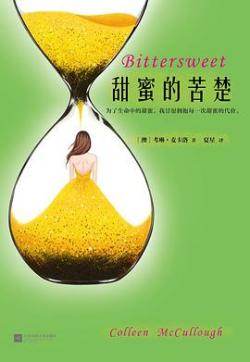 Bittersweet
甜蜜的苦楚
为了生命中的甜蜜，我甘愿拥抱每一次甜蜜的代价。
［澳］考琳·麦卡洛 著 夏星 译
Colleen McCullough